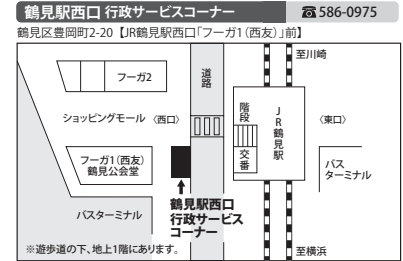 鶴見駅西口 行政サービスコーナー ☎586-0975
鶴見区豊岡町2-20【JR鶴見駅西口「フーガ1(西友)」前】
至川崎
フーガ2
道路
階段
JR鶴見駅
ショッピングモール
〈西口〉
〈東口〉
交番
フーガ1(西友)
鶴見公会堂
バス
ターミナル
鶴見駅西口
行政サービス
コーナー
バスターミナル
※遊歩道の下、地上1階にあります。
至横浜